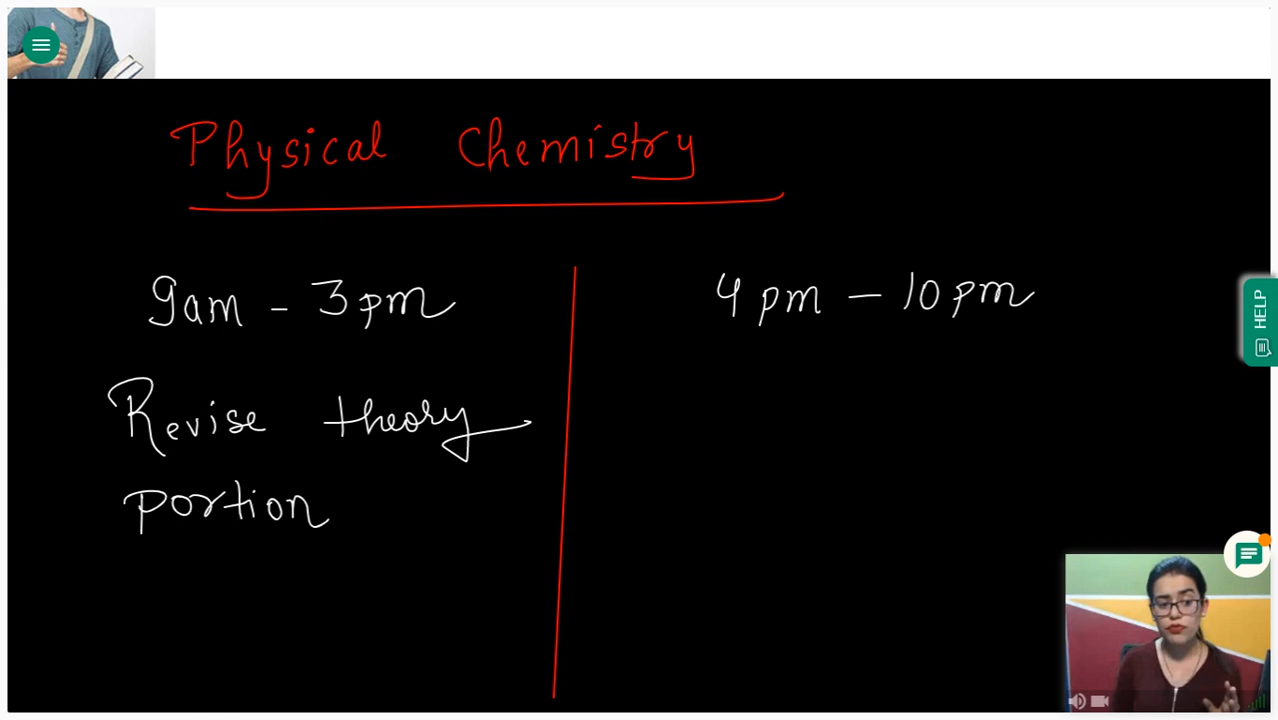 Physical Chemistry
9am - 3pm
4pm - 10pm
Revise theory
portion
HELP